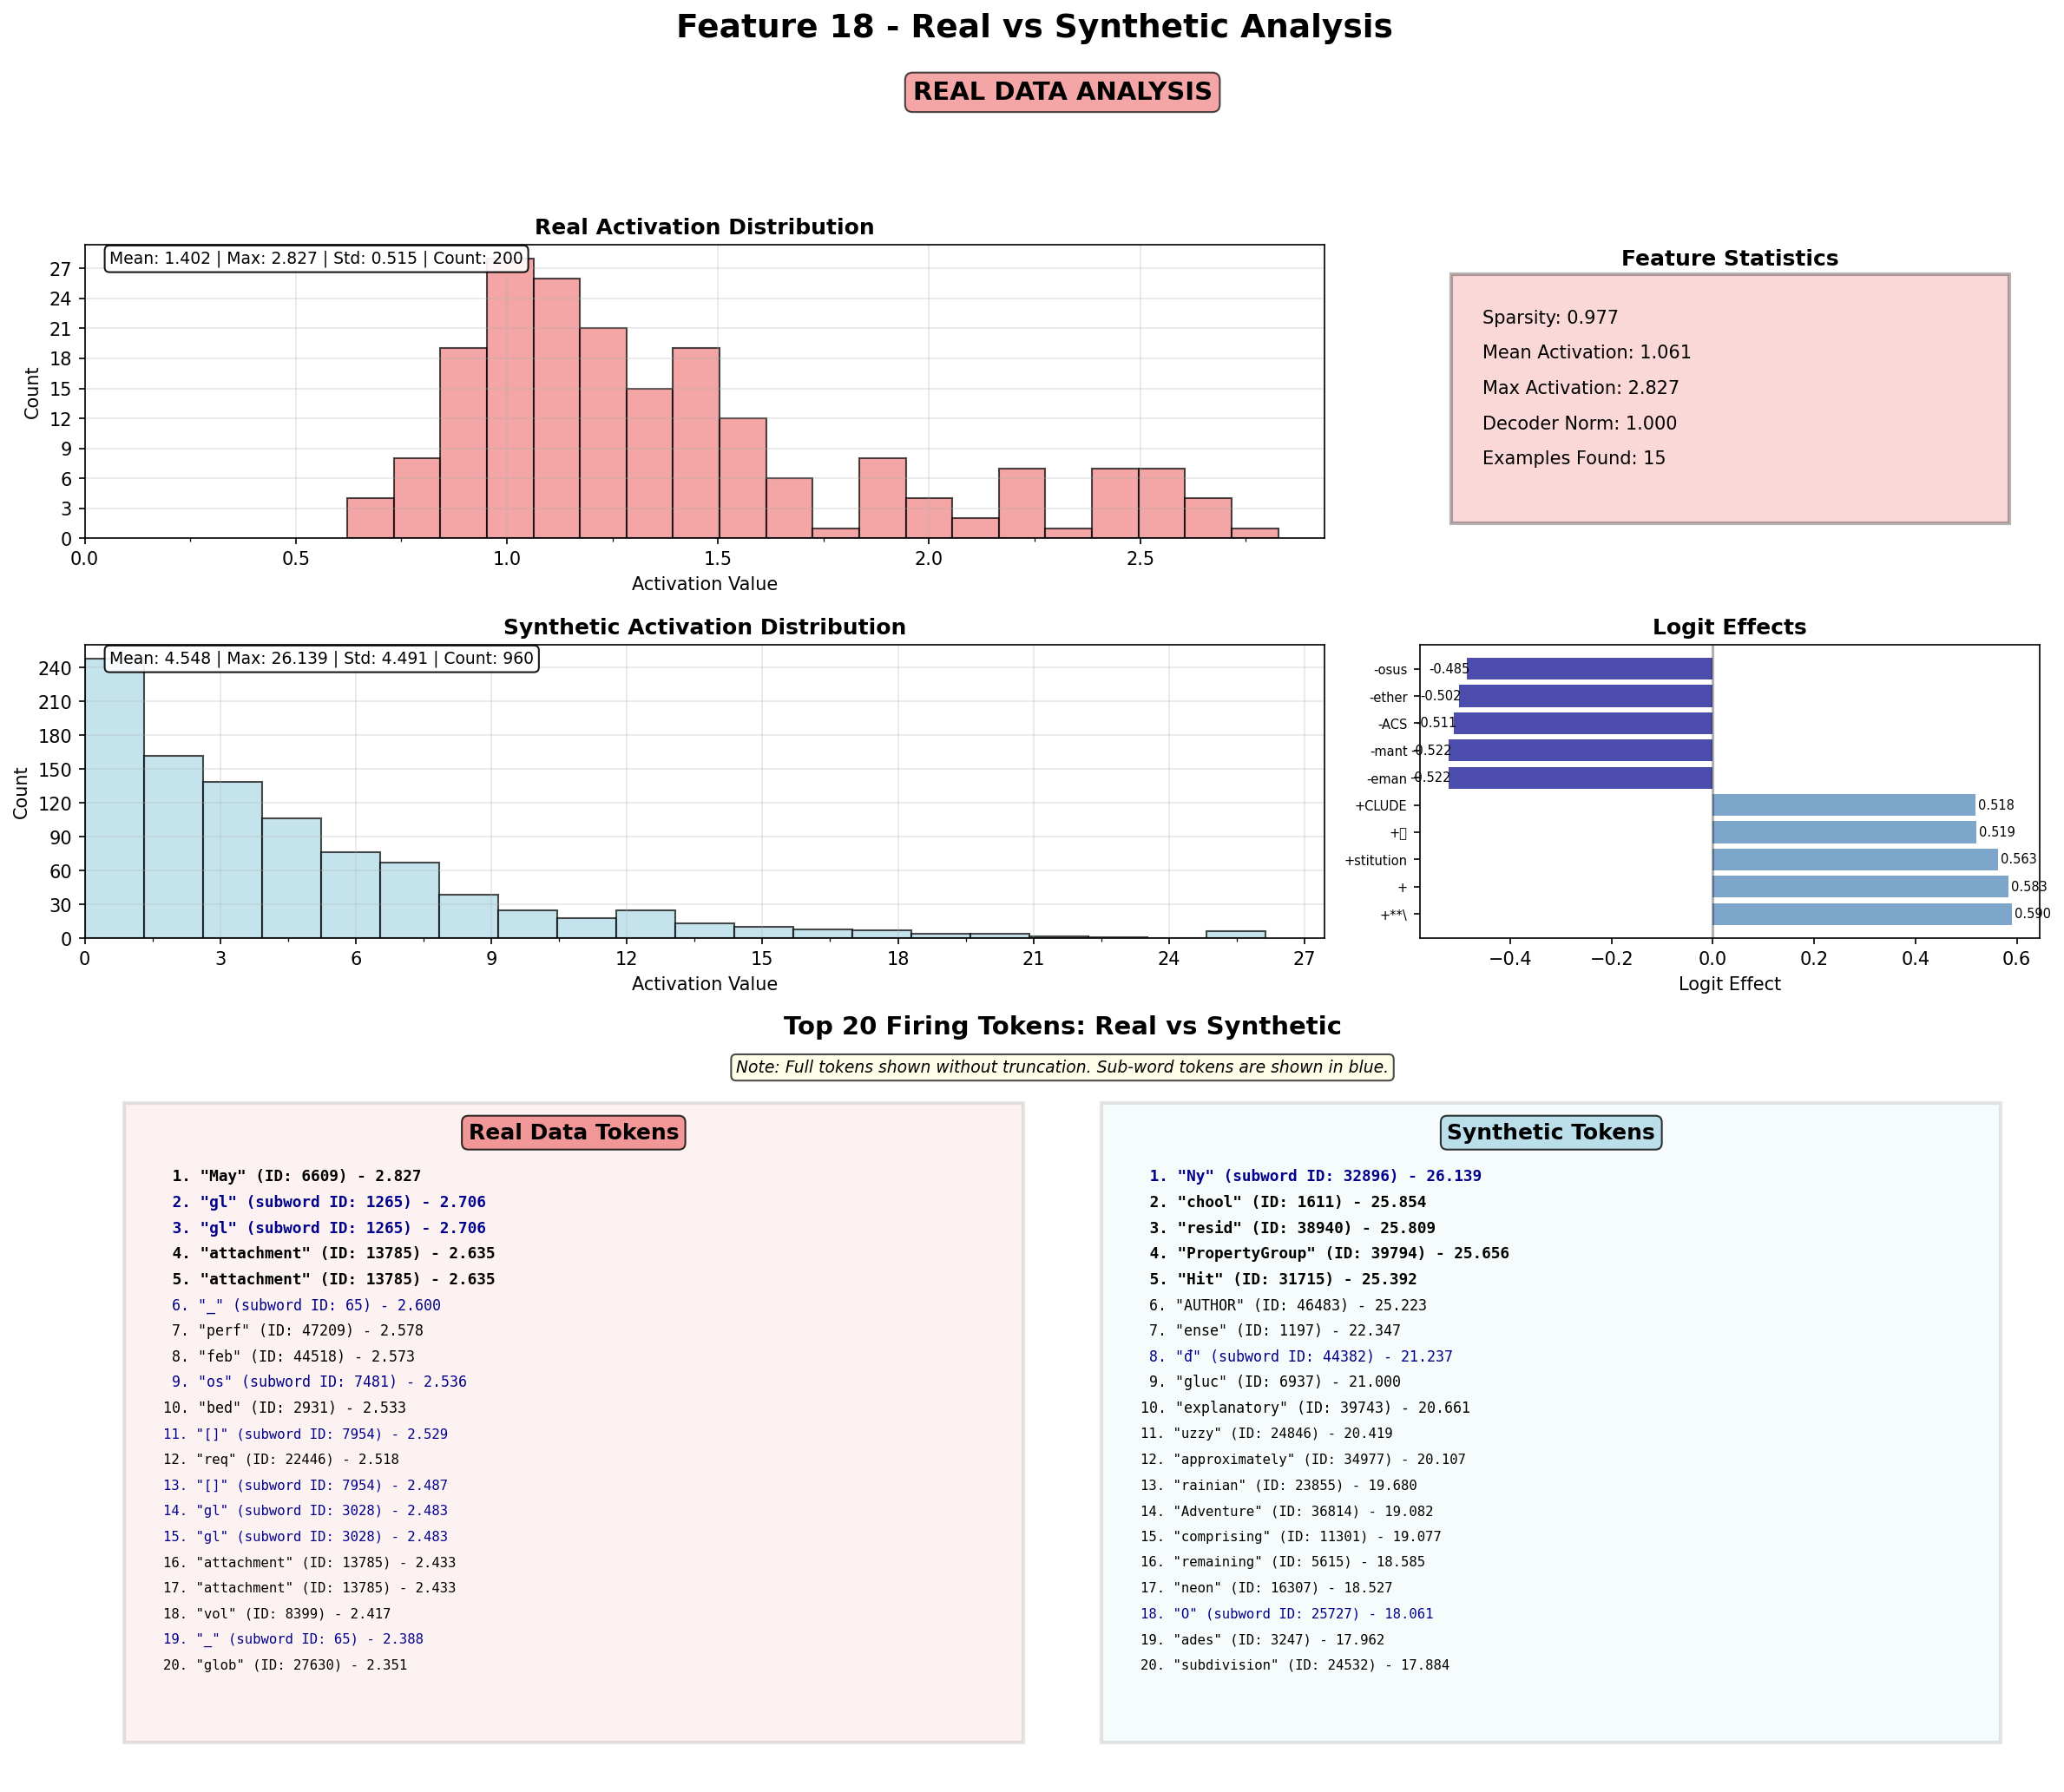 Feature 18 - Real vs Synthetic Analysis
REAL DATA ANALYSIS
Real Activation Distribution
Mean: 1.402 | Max: 2.827 | Std: 0.515 | Count: 200
27
24
21
18
15
12
9
6
3
0
Count
0.0 0.5 1.0 1.5 2.0 2.5
Activation Value
Feature Statistics
Sparsity: 0.977
Mean Activation: 1.061
Max Activation: 2.827
Decoder Norm: 1.000
Examples Found: 15
Synthetic Activation Distribution
Mean: 4.548 | Max: 26.139 | Std: 4.491 | Count: 960
240
210
180
150
120
90
60
30
0
Count
0 3 6 9 12 15 18 21 24 27
Activation Value
Logit Effects
-osus -0.485
-ether -0.502
-ACS -0.511
-mant -0.522
-eman -0.522
+CLUDE 0.518
+▯ 0.519
+stitution 0.563
+ 0.583
+**\ 0.590
−0.4 −0.2 0.0 0.2 0.4 0.6
Logit Effect
Top 20 Firing Tokens: Real vs Synthetic
Note: Full tokens shown without truncation. Sub-word tokens are shown in blue.
Real Data Tokens
1. "May" (ID: 6609) - 2.827
2. "gl" (subword ID: 1265) - 2.706
3. "gl" (subword ID: 1265) - 2.706
4. "attachment" (ID: 13785) - 2.635
5. "attachment" (ID: 13785) - 2.635
6. "_" (subword ID: 65) - 2.600
7. "perf" (ID: 47209) - 2.578
8. "feb" (ID: 44518) - 2.573
9. "os" (subword ID: 7481) - 2.536
10. "bed" (ID: 2931) - 2.533
11. "[]" (subword ID: 7954) - 2.529
12. "req" (ID: 22446) - 2.518
13. "[]" (subword ID: 7954) - 2.487
14. "gl" (subword ID: 3028) - 2.483
15. "gl" (subword ID: 3028) - 2.483
16. "attachment" (ID: 13785) - 2.433
17. "attachment" (ID: 13785) - 2.433
18. "vol" (ID: 8399) - 2.417
19. "_" (subword ID: 65) - 2.388
20. "glob" (ID: 27630) - 2.351
Synthetic Tokens
1. "Ny" (subword ID: 32896) - 26.139
2. "chool" (ID: 1611) - 25.854
3. "resid" (ID: 38940) - 25.809
4. "PropertyGroup" (ID: 39794) - 25.656
5. "Hit" (ID: 31715) - 25.392
6. "AUTHOR" (ID: 46483) - 25.223
7. "ense" (ID: 1197) - 22.347
8. "đ" (subword ID: 44382) - 21.237
9. "gluc" (ID: 6937) - 21.000
10. "explanatory" (ID: 39743) - 20.661
11. "uzzy" (ID: 24846) - 20.419
12. "approximately" (ID: 34977) - 20.107
13. "rainian" (ID: 23855) - 19.680
14. "Adventure" (ID: 36814) - 19.082
15. "comprising" (ID: 11301) - 19.077
16. "remaining" (ID: 5615) - 18.585
17. "neon" (ID: 16307) - 18.527
18. "O" (subword ID: 25727) - 18.061
19. "ades" (ID: 3247) - 17.962
20. "subdivision" (ID: 24532) - 17.884